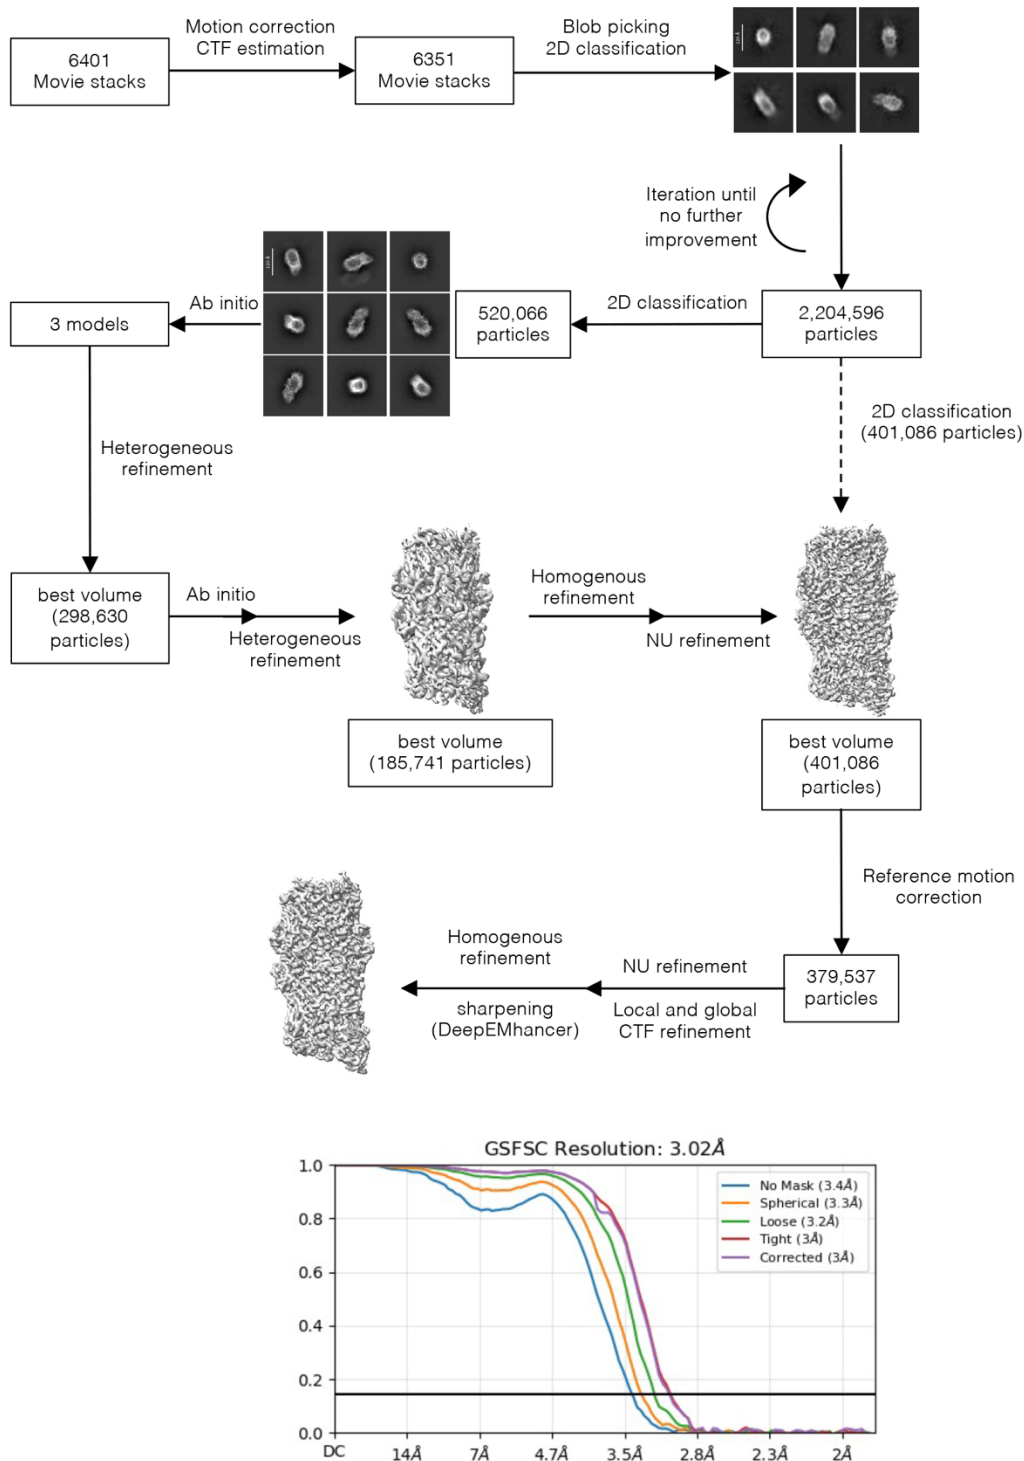 6401
Movie stacks
Motion correction
CTF estimation
6351
Movie stacks
Blob picking
2D classification
Iteration until
no further
improvement
2,204,596
particles
2D classification
520,066
particles
Ab initio
3 models
2D classification
(401,086 particles)
Heterogeneous
refinement
best volume
(298,630
particles)
Ab initio
Heterogeneous
refinement
best volume
(185,741 particles)
Homogenous
refinement
NU refinement
best volume
(401,086
particles)
Reference motion
correction
379,537
particles
NU refinement
Local and global
CTF refinement
Homogenous
refinement
sharpening
(DeepEMhancer)
GSFSC Resolution: 3.02Å
1.0
0.8
0.6
0.4
0.2
0.0
No Mask (3.4Å)
Spherical (3.3Å)
Loose (3.2Å)
Tight (3Å)
Corrected (3Å)
DC 14Å 7Å 4.7Å 3.5Å 2.8Å 2.3Å 2Å